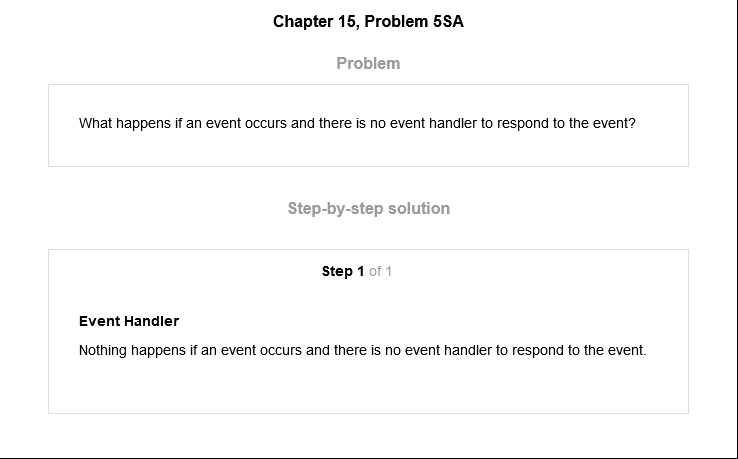 Chapter 15, Problem 5SA
Problem
What happens if an event occurs and there is no event handler to respond to the event?
Step-by-step solution
Step 1 of 1
Event Handler
Nothing happens if an event occurs and there is no event handler to respond to the event.